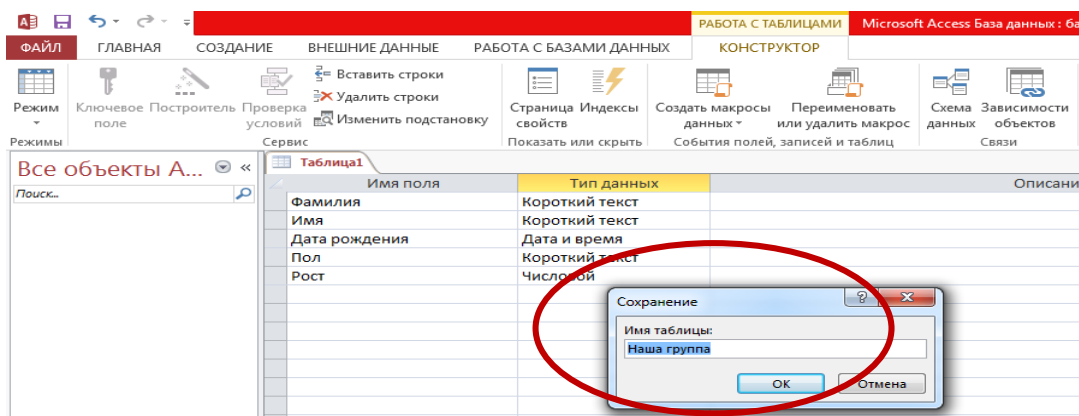 РАБОТА С ТАБЛИЦАМИ Microsoft Access База данных : ба
ФАЙЛ ГЛАВНАЯ СОЗДАНИЕ ВНЕШНИЕ ДАННЫЕ РАБОТА С БАЗАМИ ДАННЫХ КОНСТРУКТОР
Режим
Ключевое поле
Построитель
Проверка условий
Вставить строки
Удалить строки
Изменить подстановку
Страница свойств
Индексы
Создать макросы данных
Переименовать или удалить макрос
Схема данных
Зависимости объектов
Режимы Сервис Показать или скрыть События полей, записей и таблиц Связи
Все объекты A...
Поиск...
Таблица1
Имя поля Тип данных Описани
Фамилия Короткий текст
Имя Короткий текст
Дата рождения Дата и время
Пол Короткий текст
Рост Числовой
Сохранение
Имя таблицы:
Наша группа
ОК Отмена